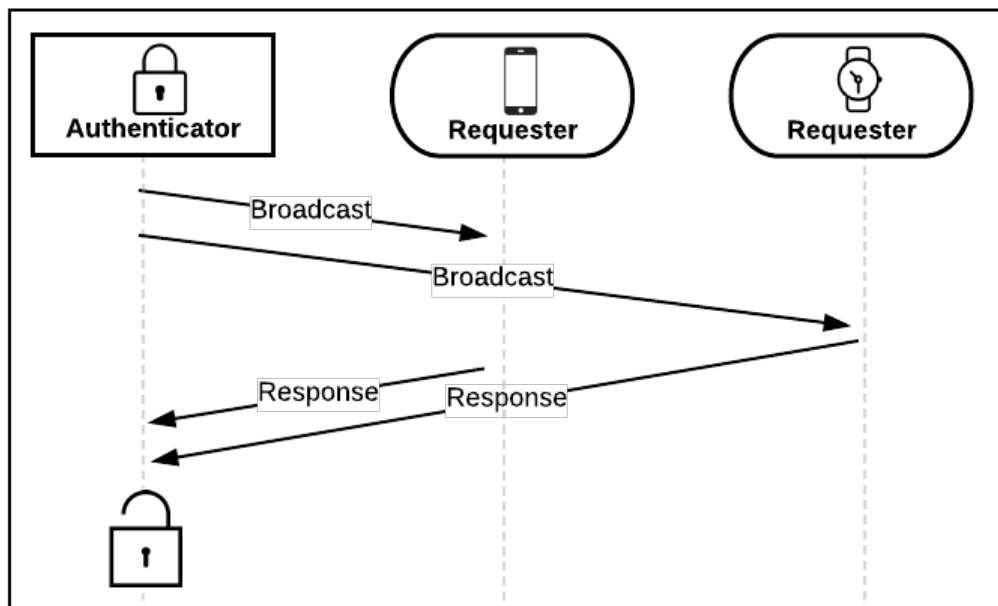 Authenticator
Requester
Requester
Broadcast
Broadcast
Response
Response